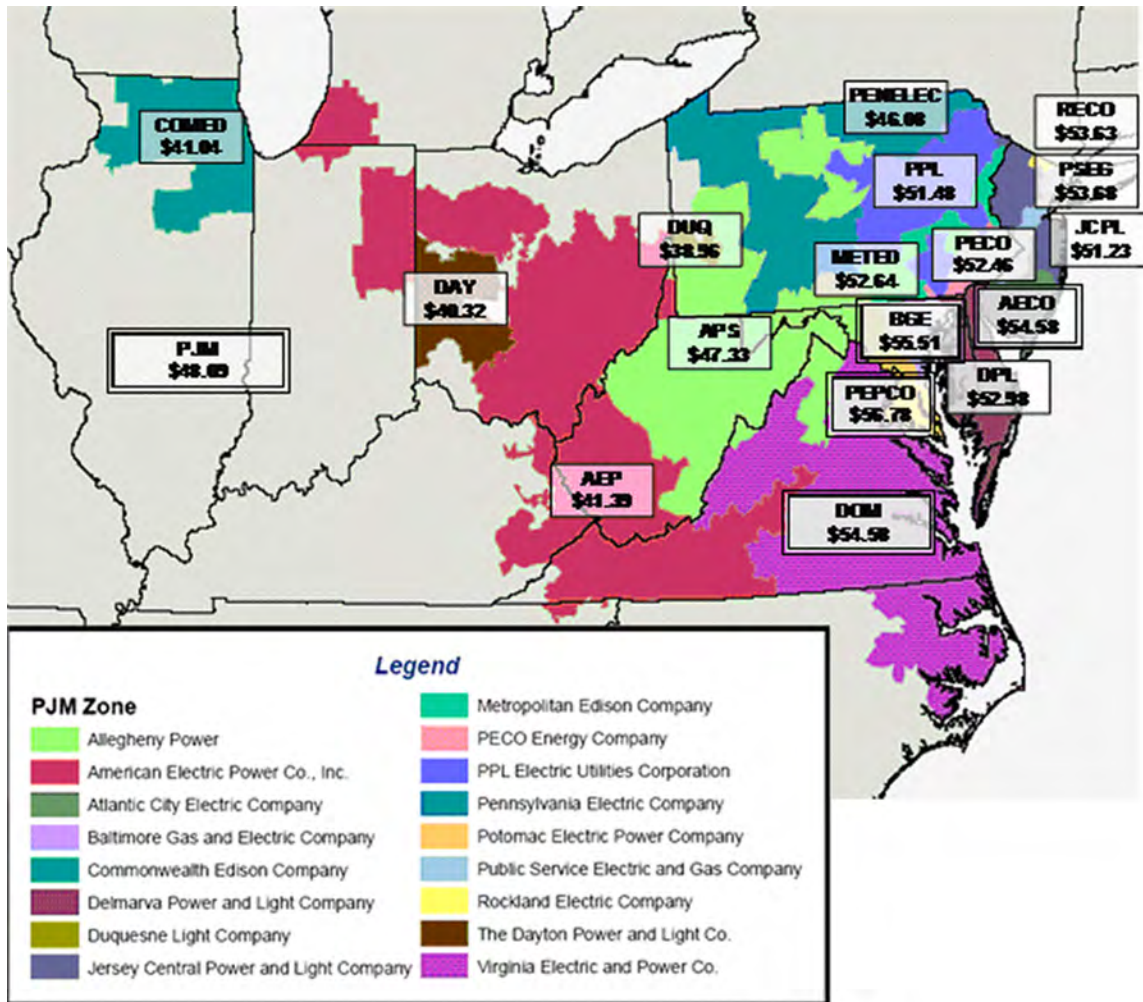 PENELEC
$46.08
RECO
$53.63
COMED
$41.04
PPL
$51.48
PSEG
$53.68
DUQ
$38.96
JCPL
$51.23
PECO
$52.46
METED
$52.64
DAY
$40.32
AECO
$54.58
BGE
$55.51
APS
$47.33
PJM
$48.09
DPL
$52.98
PEPCO
$56.78
AEP
$41.39
DOM
$54.58
Legend
PJM Zone
Allegheny Power
American Electric Power Co., Inc.
Atlantic City Electric Company
Baltimore Gas and Electric Company
Commonwealth Edison Company
Delmarva Power and Light Company
Duquesne Light Company
Jersey Central Power and Light Company
Metropolitan Edison Company
PECO Energy Company
PPL Electric Utilities Corporation
Pennsylvania Electric Company
Potomac Electric Power Company
Public Service Electric and Gas Company
Rockland Electric Company
The Dayton Power and Light Co.
Virginia Electric and Power Co.